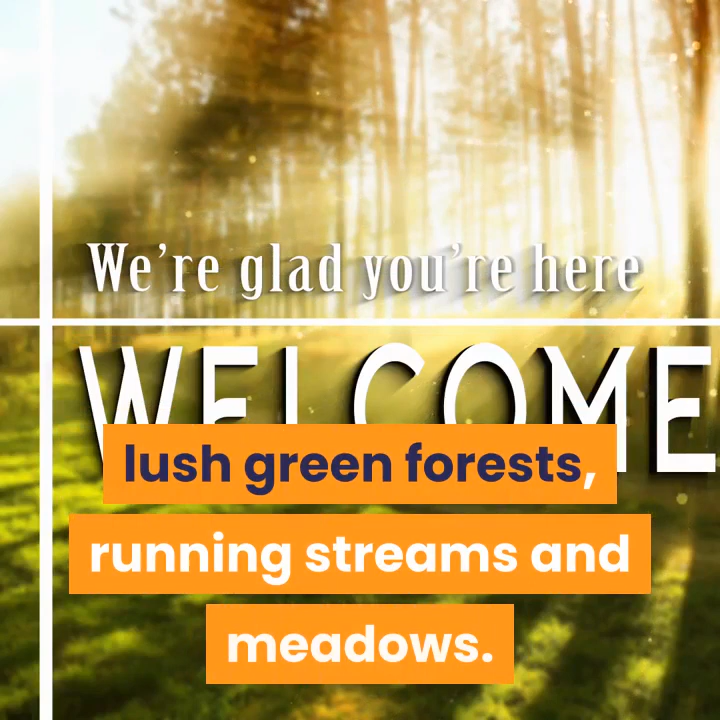 We're glad you're here
WELCOME
lush green forests,
running streams and
meadows.